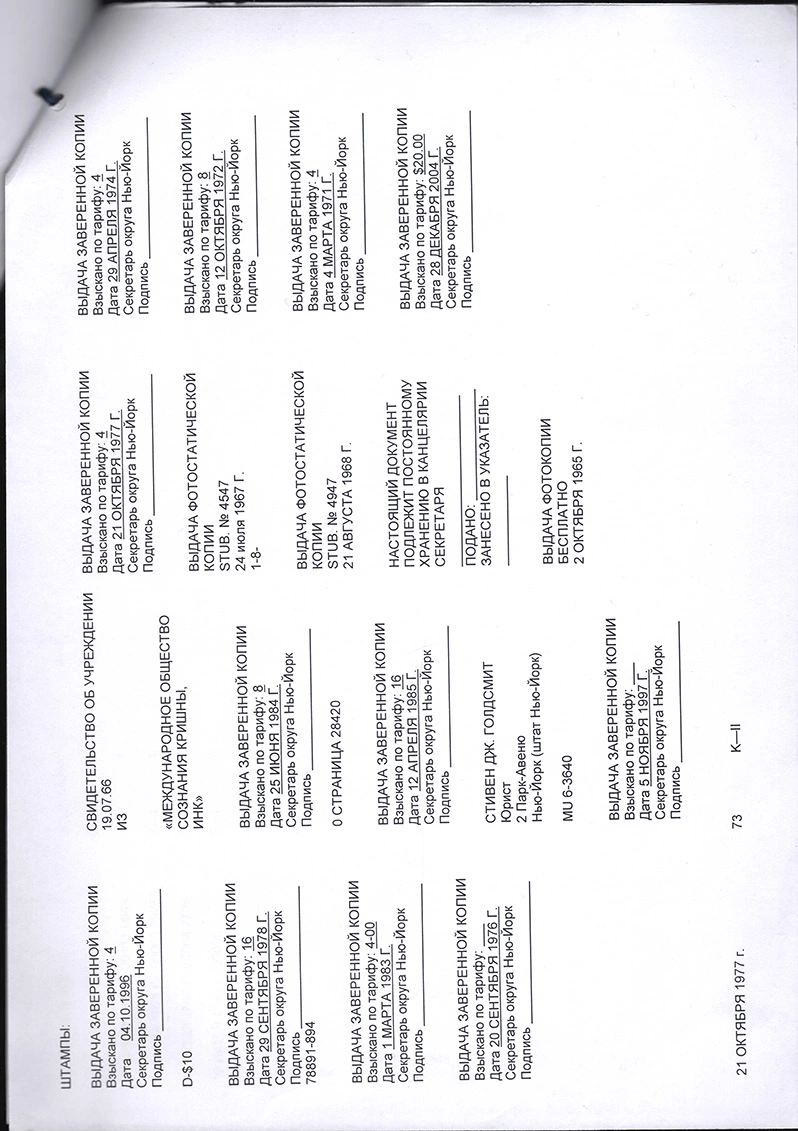 ШТАМПЫ:
ВЫДАЧА ЗАВЕРЕННОЙ КОПИИ
Взыскано по тарифу: 4
Дата 04.10.1996
Секретарь округа Нью-Йорк
Подпись
D-$10
ВЫДАЧА ЗАВЕРЕННОЙ КОПИИ
Взыскано по тарифу: 16
Дата 29 СЕНТЯБРЯ 1978 Г.
Секретарь округа Нью-Йорк
Подпись
78891-894
ВЫДАЧА ЗАВЕРЕННОЙ КОПИИ
Взыскано по тарифу: 4-00
Дата 1 МАРТА 1983 Г.
Секретарь округа Нью-Йорк
Подпись
ВЫДАЧА ЗАВЕРЕННОЙ КОПИИ
Взыскано по тарифу:
Дата 20 СЕНТЯБРЯ 1976 Г.
Секретарь округа Нью-Йорк
Подпись
СВИДЕТЕЛЬСТВО ОБ УЧРЕЖДЕНИИ
19.07.66
ИЗ
«МЕЖДУНАРОДНОЕ ОБЩЕСТВО
СОЗНАНИЯ КРИШНЫ,
ИНК»
ВЫДАЧА ЗАВЕРЕННОЙ КОПИИ
Взыскано по тарифу: 8
Дата 25 ИЮНЯ 1984 Г.
Секретарь округа Нью-Йорк
Подпись
0 СТРАНИЦА 28420
ВЫДАЧА ЗАВЕРЕННОЙ КОПИИ
Взыскано по тарифу: 16
Дата 12 АПРЕЛЯ 1985 Г.
Секретарь округа Нью-Йорк
Подпись
СТИВЕН ДЖ. ГОЛДСМИТ
Юрист
2 Парк-Авеню
Нью-Йорк (штат Нью-Йорк)
MU 6-3640
ВЫДАЧА ЗАВЕРЕННОЙ КОПИИ
Взыскано по тарифу:
Дата 5 НОЯБРЯ 1997 Г.
Секретарь округа Нью-Йорк
Подпись
ВЫДАЧА ЗАВЕРЕННОЙ КОПИИ
Взыскано по тарифу: 4
Дата 21 ОКТЯБРЯ 1977 Г.
Секретарь округа Нью-Йорк
Подпись
ВЫДАЧА ФОТОСТАТИЧЕСКОЙ
КОПИИ
STUB. № 4547
24 июля 1967 Г.
1-8-
ВЫДАЧА ФОТОСТАТИЧЕСКОЙ
КОПИИ
STUB. № 4947
21 АВГУСТА 1968 Г.
НАСТОЯЩИЙ ДОКУМЕНТ
ПОДЛЕЖИТ ПОСТОЯННОМУ
ХРАНЕНИЮ В КАНЦЕЛЯРИИ
СЕКРЕТАРЯ
ПОДАНО:
ЗАНЕСЕНО В УКАЗАТЕЛЬ:
ВЫДАЧА ФОТОКОПИИ
БЕСПЛАТНО
2 ОКТЯБРЯ 1965 Г.
ВЫДАЧА ЗАВЕРЕННОЙ КОПИИ
Взыскано по тарифу: 4
Дата 29 АПРЕЛЯ 1974 Г.
Секретарь округа Нью-Йорк
Подпись
ВЫДАЧА ЗАВЕРЕННОЙ КОПИИ
Взыскано по тарифу: 8
Дата 12 ОКТЯБРЯ 1972 Г.
Секретарь округа Нью-Йорк
Подпись
ВЫДАЧА ЗАВЕРЕННОЙ КОПИИ
Взыскано по тарифу: 4
Дата 4 МАРТА 1971 Г.
Секретарь округа Нью-Йорк
Подпись
ВЫДАЧА ЗАВЕРЕННОЙ КОПИИ
Взыскано по тарифу: $20.00
Дата 28 ДЕКАБРЯ 2004 Г.
Секретарь округа Нью-Йорк
Подпись
21 ОКТЯБРЯ 1977 г. 73 К—II